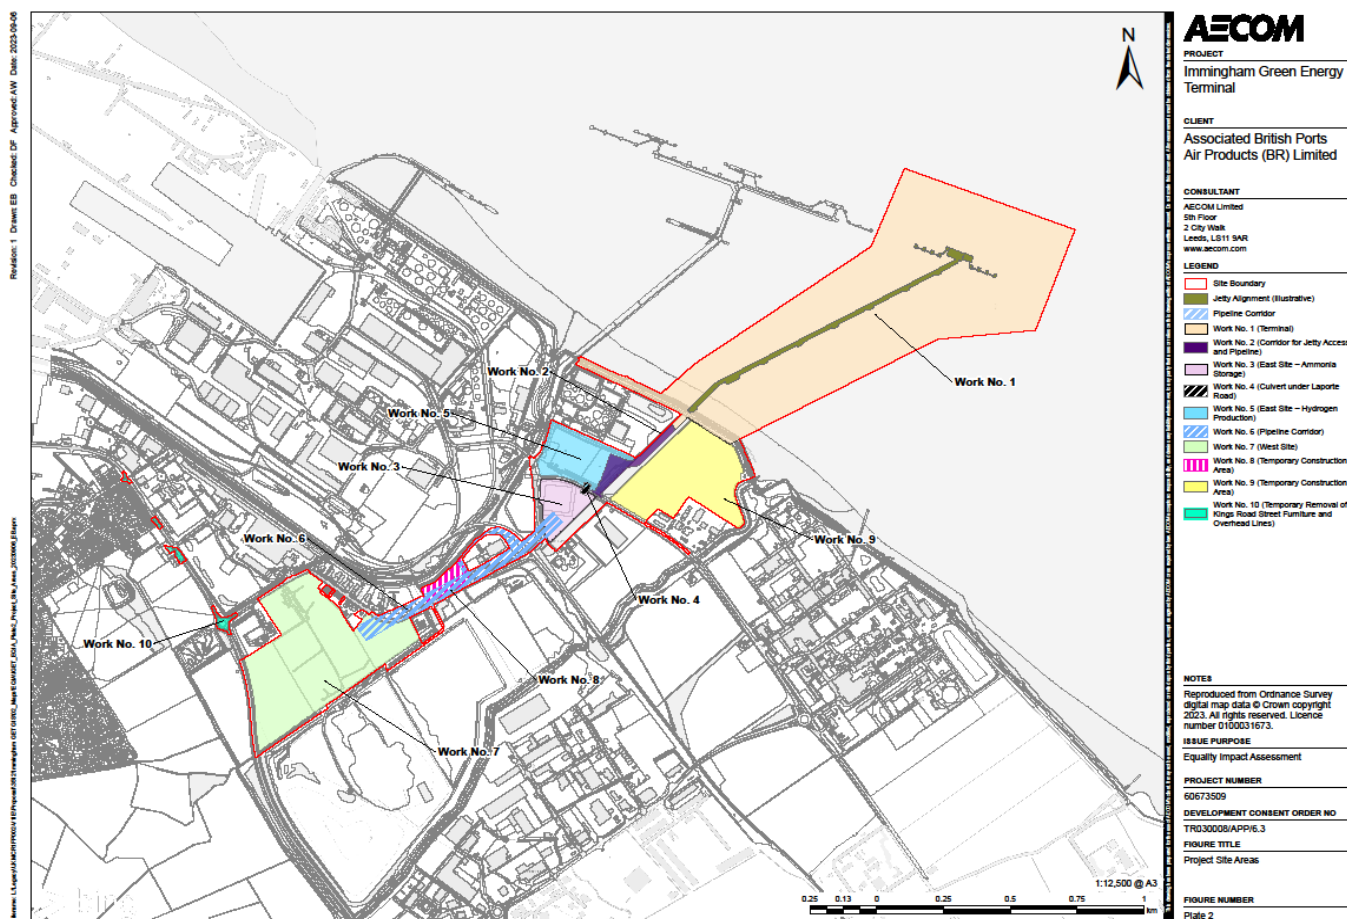 Revision: 1 Drawn: EB Checked: DF Approved: AW Date: 2023-09-06
N
Work No. 1
Work No. 2
Work No. 5
Work No. 3
Work No. 6
Work No. 9
Work No. 4
Work No. 10
Work No. 8
Work No. 7
1:12,500 @ A3
0.25 0.13 0 0.25 0.5 0.75 1
km
AECOM
PROJECT
Immingham Green Energy
Terminal
CLIENT
Associated British Ports
Air Products (BR) Limited
CONSULTANT
AECOM Limited
5th Floor
2 City Walk
Leeds, LS11 9AR
www.aecom.com
LEGEND
Site Boundary
Jetty Alignment (Illustrative)
Pipeline Corridor
Work No. 1 (Terminal)
Work No. 2 (Corridor for Jetty Access
and Pipeline)
Work No. 3 (East Site – Ammonia
Storage)
Work No. 4 (Culvert under Laporte
Road)
Work No. 5 (East Site – Hydrogen
Production)
Work No. 6 (Pipeline Corridor)
Work No. 7 (West Site)
Work No. 8 (Temporary Construction
Area)
Work No. 9 (Temporary Construction
Area)
Work No. 10 (Temporary Removal of
Kings Road Street Furniture and
Overhead Lines)
NOTES
Reproduced from Ordnance Survey
digital map data © Crown copyright
2023. All rights reserved. Licence
number 0100031673.
ISSUE PURPOSE
Equality Impact Assessment
PROJECT NUMBER
60673509
DEVELOPMENT CONSENT ORDER NO
TR030008/APP/6.3
FIGURE TITLE
Project Site Areas
FIGURE NUMBER
Plate 2